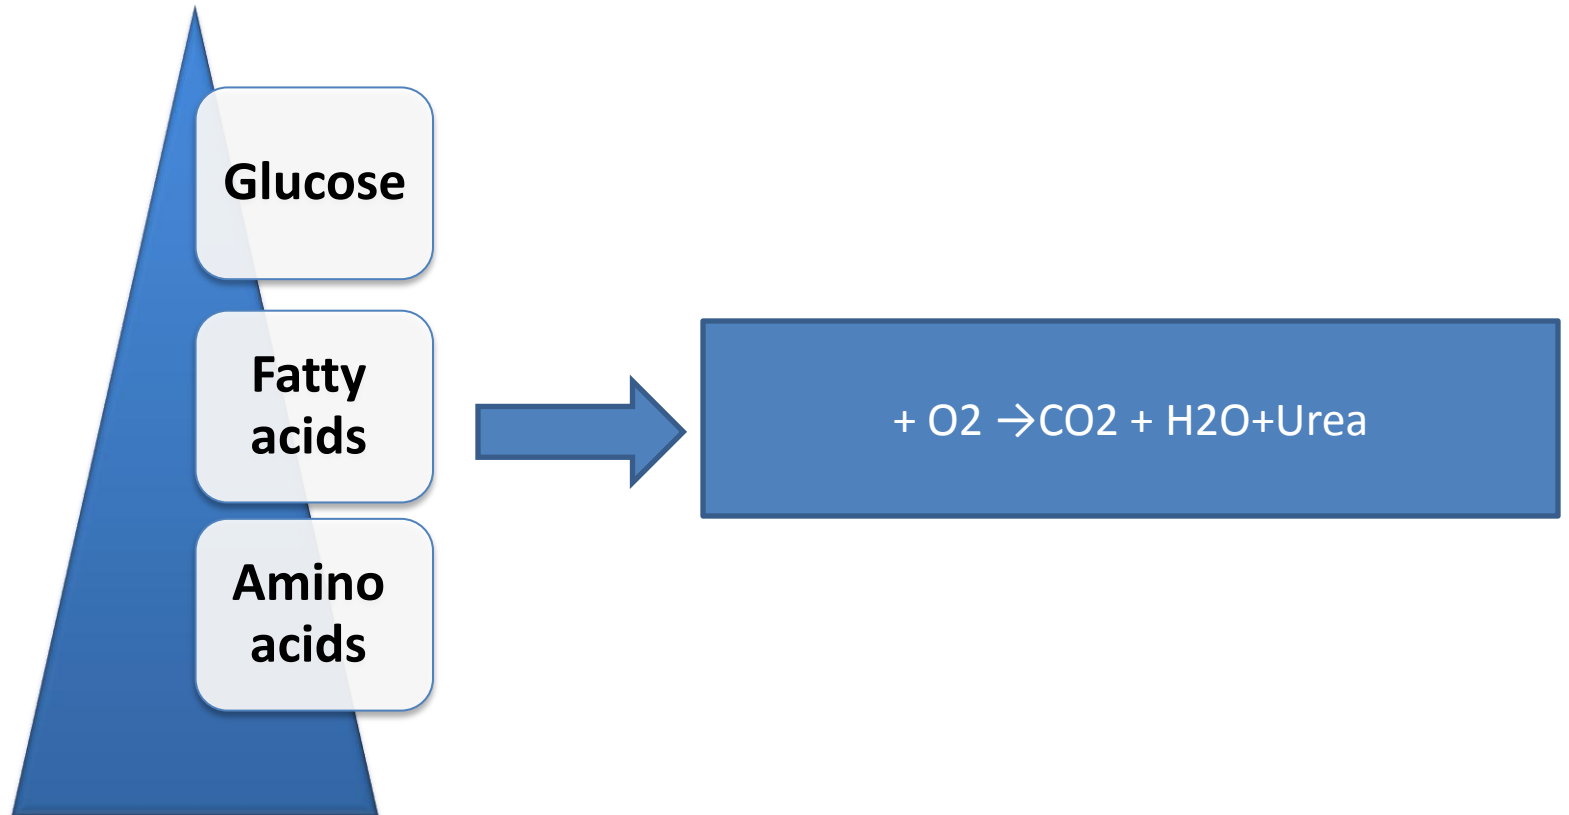 Glucose
Fatty
acids
Amino
acids
+ O2 →CO2 + H2O+Urea